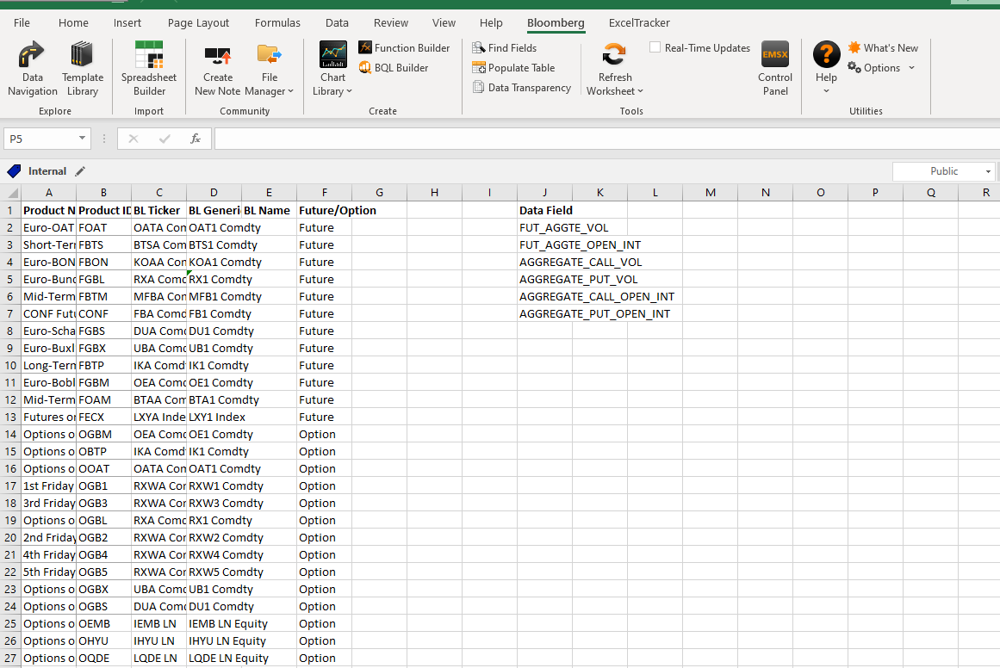 File Home Insert Page Layout Formulas Data Review View Help Bloomberg ExcelTracker
Data Navigation
Template Library
Explore
Spreadsheet Builder
Import
Create New Note
File Manager
Community
Chart Library
Function Builder
BQL Builder
Create
Find Fields
Populate Table
Data Transparency
Refresh Worksheet
Real-Time Updates
EMSX
Control Panel
Tools
? Help
What's New
Options
Utilities
P5 fx
Internal Public
A B C D E F G H I J K L M N O P Q R
1 Product N Product ID BL Ticker BL Generi BL Name Future/Option Data Field
2 Euro-OAT FOAT OATA Com OAT1 Comdty Future FUT_AGGTE_VOL
3 Short-Terr FBTS BTSA Com BTS1 Comdty Future FUT_AGGTE_OPEN_INT
4 Euro-BON FBON KOAA Con KOA1 Comdty Future AGGREGATE_CALL_VOL
5 Euro-Bund FGBL RXA Comd RX1 Comdty Future AGGREGATE_PUT_VOL
6 Mid-Term FBTM MFBA Con MFB1 Comdty Future AGGREGATE_CALL_OPEN_INT
7 CONF Futu CONF FBA Comd FB1 Comdty Future AGGREGATE_PUT_OPEN_INT
8 Euro-Scha FGBS DUA Comd DU1 Comdty Future
9 Euro-Buxl FGBX UBA Comd UB1 Comdty Future
10 Long-Term FBTP IKA Comd IK1 Comdty Future
11 Euro-Bobl FGBM OEA Comd OE1 Comdty Future
12 Mid-Term FOAM BTAA Com BTA1 Comdty Future
13 Futures or FECX LXYA Inde LXY1 Index Future
14 Options o OGBM OEA Comd OE1 Comdty Option
15 Options o OBTP IKA Comd IK1 Comdty Option
16 Options o OOAT OATA Com OAT1 Comdty Option
17 1st Friday OGB1 RXWA Cor RXW1 Comdty Option
18 3rd Friday OGB3 RXWA Cor RXW3 Comdty Option
19 Options o OGBL RXA Comd RX1 Comdty Option
20 2nd Friday OGB2 RXWA Cor RXW2 Comdty Option
21 4th Friday OGB4 RXWA Cor RXW4 Comdty Option
22 5th Friday OGB5 RXWA Cor RXW5 Comdty Option
23 Options o OGBX UBA Comd UB1 Comdty Option
24 Options o OGBS DUA Comd DU1 Comdty Option
25 Options o OEMB IEMB LN IEMB LN Equity Option
26 Options o OHYU IHYU LN IHYU LN Equity Option
27 Options o OQDE LQDE LN LQDE LN Equity Option